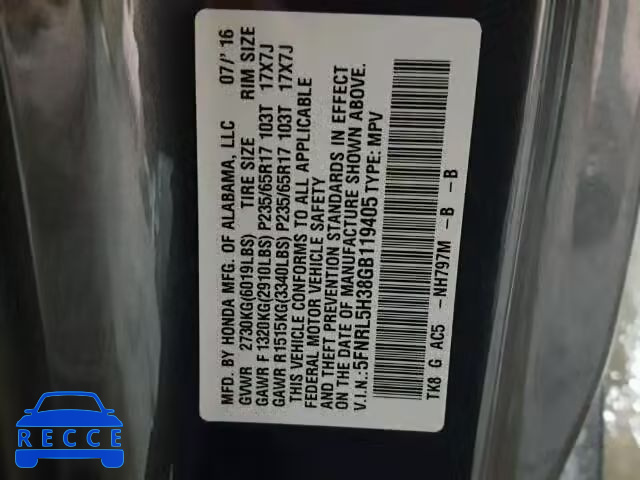 MFD. BY HONDA MFG. OF ALABAMA, LLC 07/'16
GVWR 2730KG(6019LBS) TIRE SIZE RIM SIZE
GAWR F 1320KG(2910LBS) P235/65R17 103T 17X7J
GAWR R 1515KG(3340LBS) P235/65R17 103T 17X7J
THIS VEHICLE CONFORMS TO ALL APPLICABLE
FEDERAL MOTOR VEHICLE SAFETY
AND THEFT PREVENTION STANDARDS IN EFFECT
ON THE DATE OF MANUFACTURE SHOWN ABOVE.
V.I.N.: 5FNRL5H38GB119405 TYPE: MPV
TK8 G AC5 -NH797M -B -B
RECCE